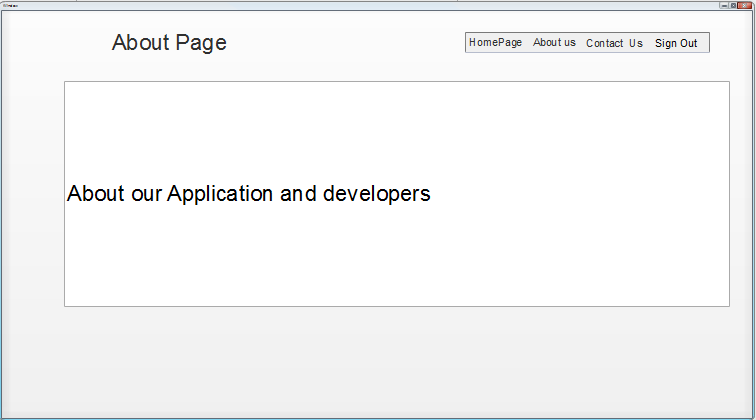 About Page
HomePage About us Contact Us Sign Out
About our Application and developers